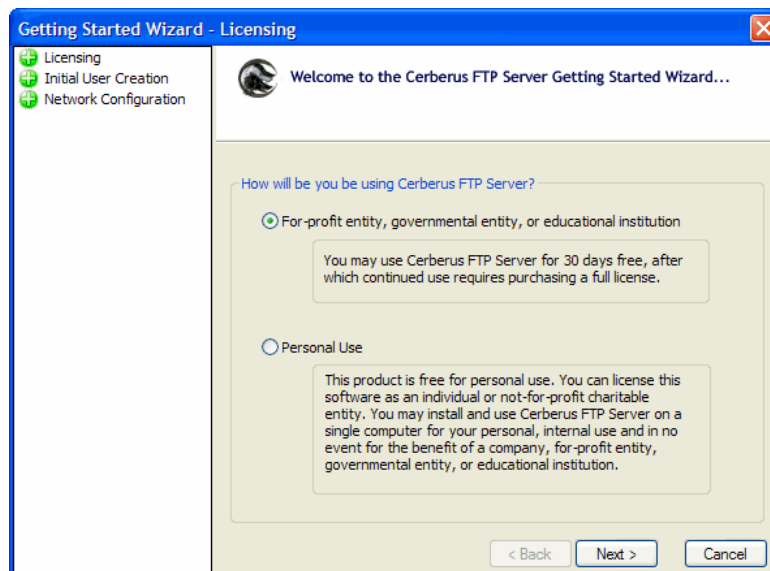 Getting Started Wizard - Licensing
Licensing
Initial User Creation
Network Configuration
Welcome to the Cerberus FTP Server Getting Started Wizard...
How will be you be using Cerberus FTP Server?
For-profit entity, governmental entity, or educational institution
You may use Cerberus FTP Server for 30 days free, after
which continued use requires purchasing a full license.
Personal Use
This product is free for personal use. You can license this
software as an individual or not-for-profit charitable
entity. You may install and use Cerberus FTP Server on a
single computer for your personal, internal use and in no
event for the benefit of a company, for-profit entity,
governmental entity, or educational institution.
< Back
Next >
Cancel